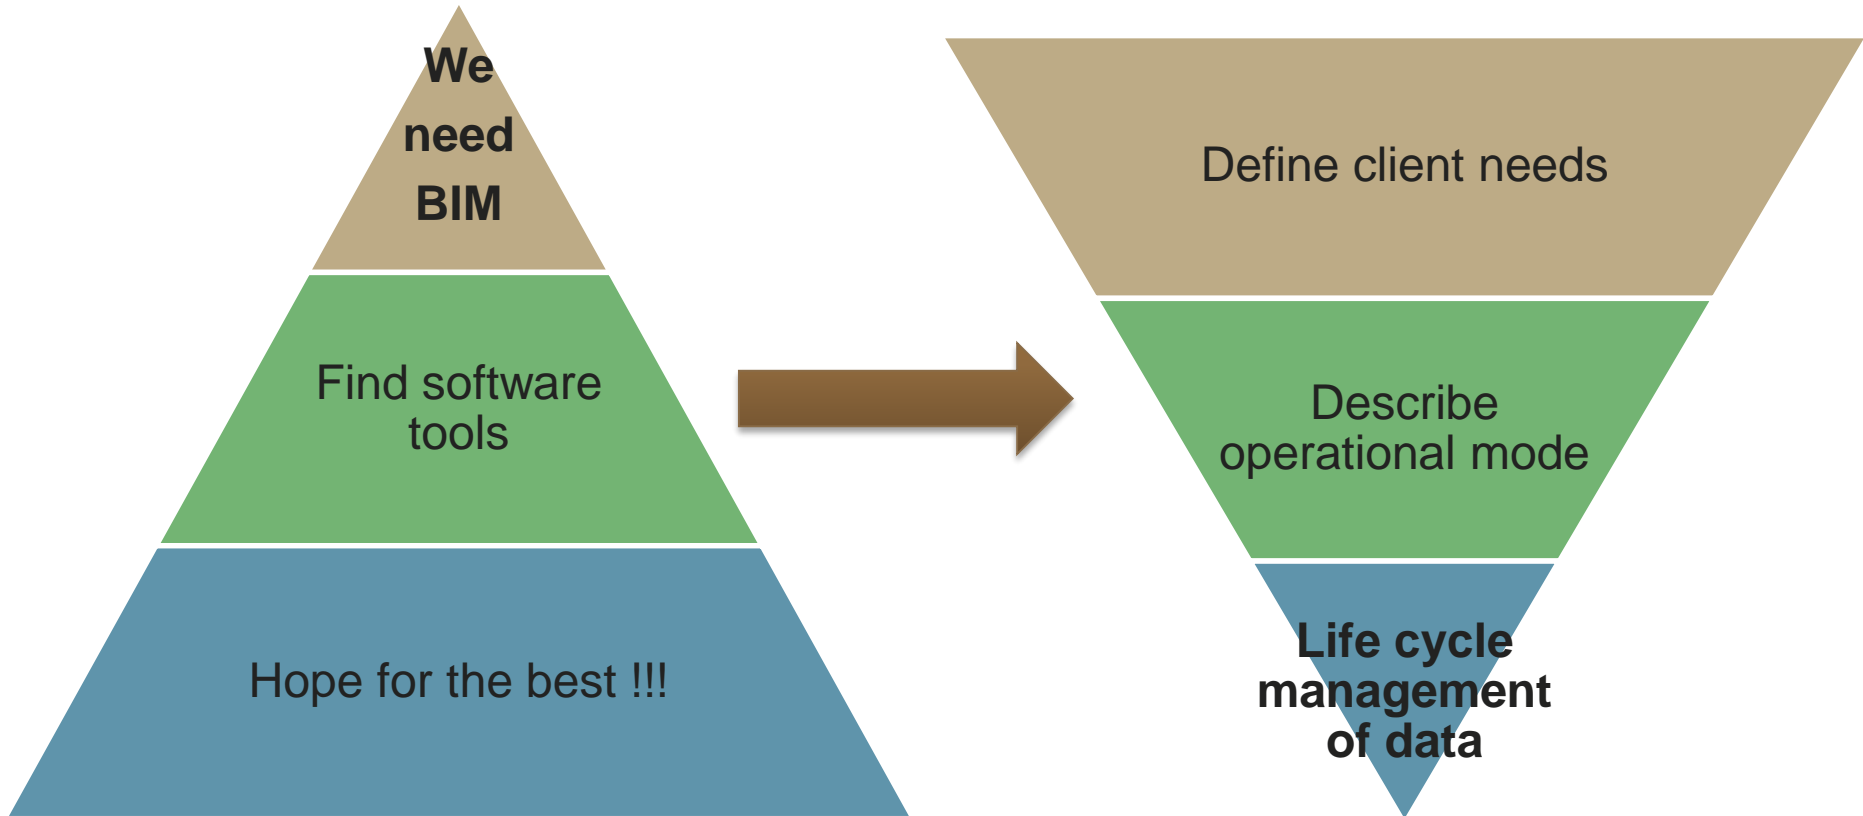 We
need
BIM
Find software
tools
Hope for the best !!!
Define client needs
Describe
operational mode
Life cycle
management
of data